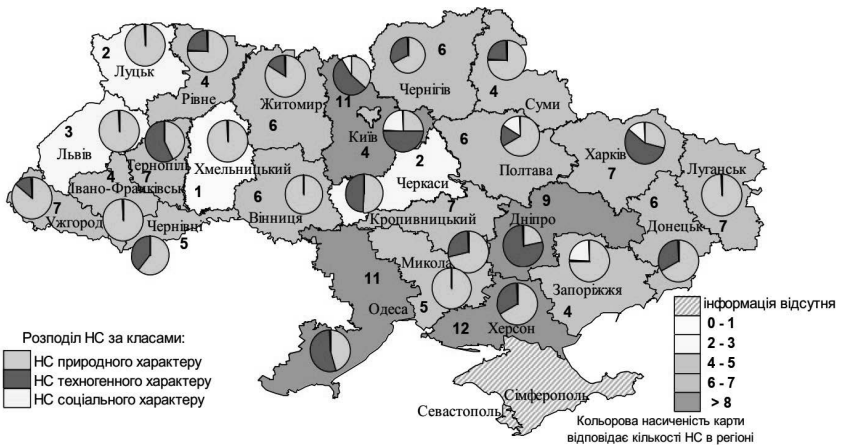 2
Луцьк
4
Рівне
Житомир
6
11
Київ
4
6
Чернігів
4
Суми
3
Львів
Тернопіль
7
Хмельницький
1
2
Черкаси
6
Полтава
Харків
7
Луганськ
7
4
Івано-Франківськ
7
Ужгород
Чернівці
5
6
Вінниця
7
Кропивницький
9
Дніпро
6
Донецьк
11
Одеса
Микола
5
12
Херсон
Запоріжжя
4
Сімферополь
Севастополь
Розподіл НС за класами:
НС природного характеру
НС техногенного характеру
НС соціального характеру
інформація відсутня
0 - 1
2 - 3
4 - 5
6 - 7
> 8
Кольорова насиченість карти
відповідає кількості НС в регіоні